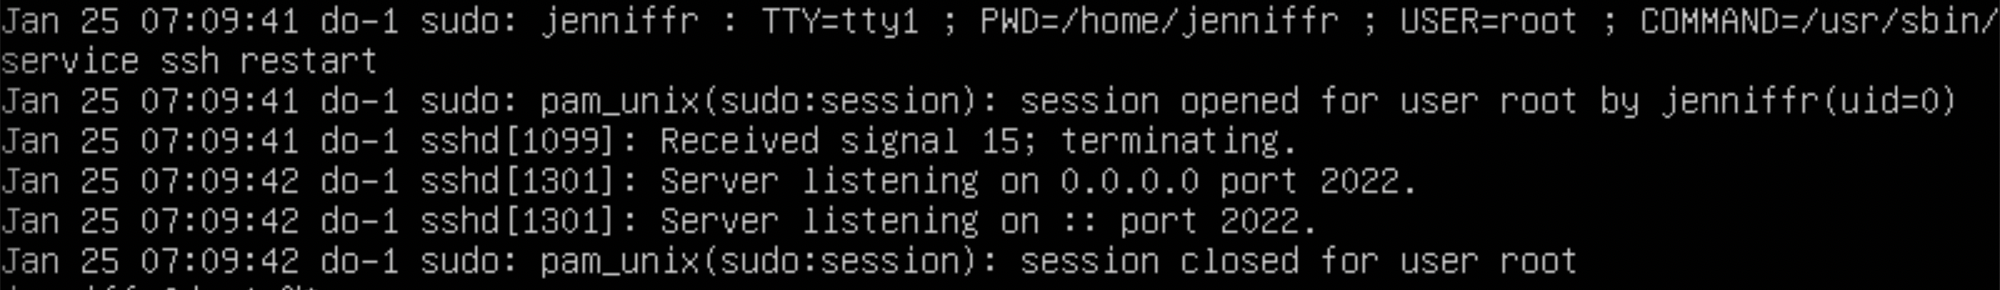 Jan 25 07:09:41 do-1 sudo: jenniffr : TTY=tty1 ; PWD=/home/jenniffr ; USER=root ; COMMAND=/usr/sbin/
service ssh restart
Jan 25 07:09:41 do-1 sudo: pam_unix(sudo:session): session opened for user root by jenniffr(uid=0)
Jan 25 07:09:41 do-1 sshd[1099]: Received signal 15; terminating.
Jan 25 07:09:42 do-1 sshd[1301]: Server listening on 0.0.0.0 port 2022.
Jan 25 07:09:42 do-1 sshd[1301]: Server listening on :: port 2022.
Jan 25 07:09:42 do-1 sudo: pam_unix(sudo:session): session closed for user root